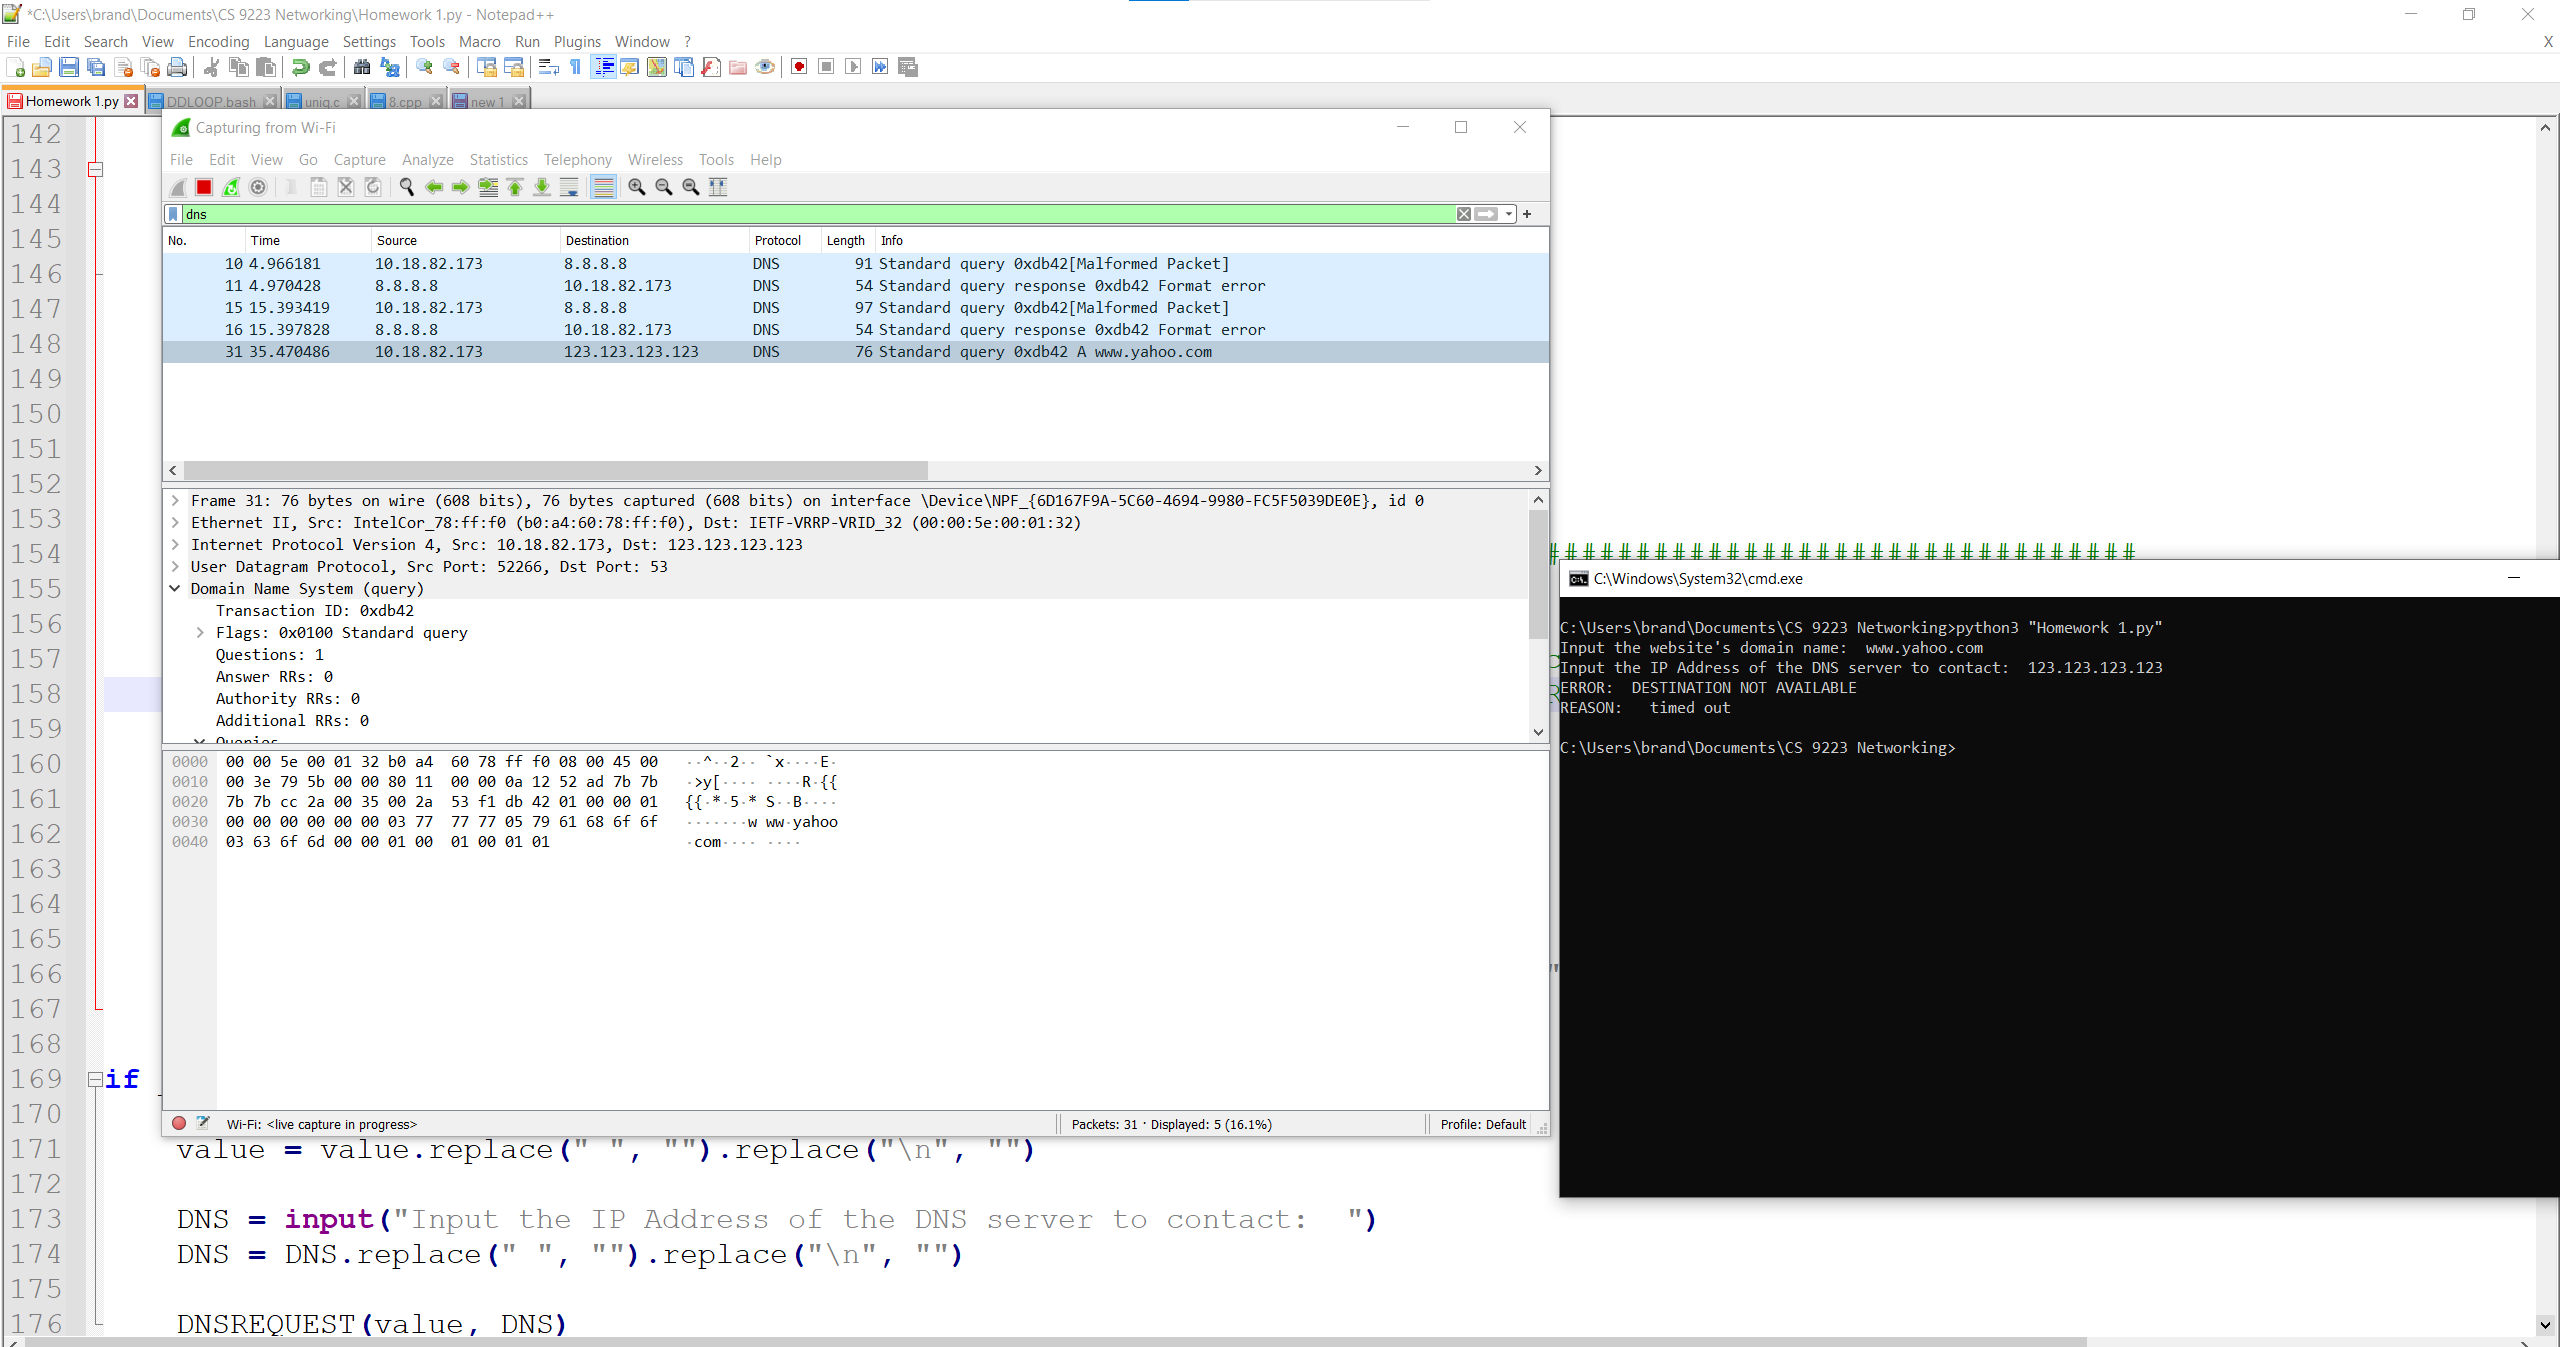 *C:\Users\brand\Documents\CS 9223 Networking\Homework 1.py - Notepad++
File Edit Search View Encoding Language Settings Tools Macro Run Plugins Window ? X
Homework 1.py DDLOOP.bash uniq.c 8.cpp new 1
142
143
144
145
146
147
148
149
150
151
152
153
154
155
156
157
158
159
160
161
162
163
164
165
166
167
168
169 if
170
171 value = value.replace(" ", "").replace("\n", "")
172
173 DNS = input("Input the IP Address of the DNS server to contact:  ")
174 DNS = DNS.replace(" ", "").replace("\n", "")
175
176 DNSREQUEST(value, DNS)
Capturing from Wi-Fi
File Edit View Go Capture Analyze Statistics Telephony Wireless Tools Help
dns
No. Time Source Destination Protocol Length Info
10 4.966181 10.18.82.173 8.8.8.8 DNS 91 Standard query 0xdb42[Malformed Packet]
11 4.970428 8.8.8.8 10.18.82.173 DNS 54 Standard query response 0xdb42 Format error
15 15.393419 10.18.82.173 8.8.8.8 DNS 97 Standard query 0xdb42[Malformed Packet]
16 15.397828 8.8.8.8 10.18.82.173 DNS 54 Standard query response 0xdb42 Format error
31 35.470486 10.18.82.173 123.123.123.123 DNS 76 Standard query 0xdb42 A www.yahoo.com
Frame 31: 76 bytes on wire (608 bits), 76 bytes captured (608 bits) on interface \Device\NPF_{6D167F9A-5C60-4694-9980-FC5F5039DE0E}, id 0
Ethernet II, Src: IntelCor_78:ff:f0 (b0:a4:60:78:ff:f0), Dst: IETF-VRRP-VRID_32 (00:00:5e:00:01:32)
Internet Protocol Version 4, Src: 10.18.82.173, Dst: 123.123.123.123
User Datagram Protocol, Src Port: 52266, Dst Port: 53
Domain Name System (query)
Transaction ID: 0xdb42
Flags: 0x0100 Standard query
Questions: 1
Answer RRs: 0
Authority RRs: 0
Additional RRs: 0
Queries
0000 00 00 5e 00 01 32 b0 a4 60 78 ff f0 08 00 45 00 ··^··2·· `x····E·
0010 00 3e 79 5b 00 00 80 11 00 00 0a 12 52 ad 7b 7b ·>y[···· ····R·{{
0020 7b 7b cc 2a 00 35 00 2a 53 f1 db 42 01 00 00 01 {{·*·5·* S··B····
0030 00 00 00 00 00 00 03 77 77 77 05 79 61 68 6f 6f ·······w ww·yahoo
0040 03 63 6f 6d 00 00 01 00 01 00 01 01 ·com···· ····
Wi-Fi: <live capture in progress> Packets: 31 · Displayed: 5 (16.1%) Profile: Default
#################################
C:\Windows\System32\cmd.exe
C:\Users\brand\Documents\CS 9223 Networking>python3 "Homework 1.py"
Input the website's domain name:  www.yahoo.com
Input the IP Address of the DNS server to contact:  123.123.123.123
ERROR:  DESTINATION NOT AVAILABLE
REASON:   timed out
C:\Users\brand\Documents\CS 9223 Networking>
"